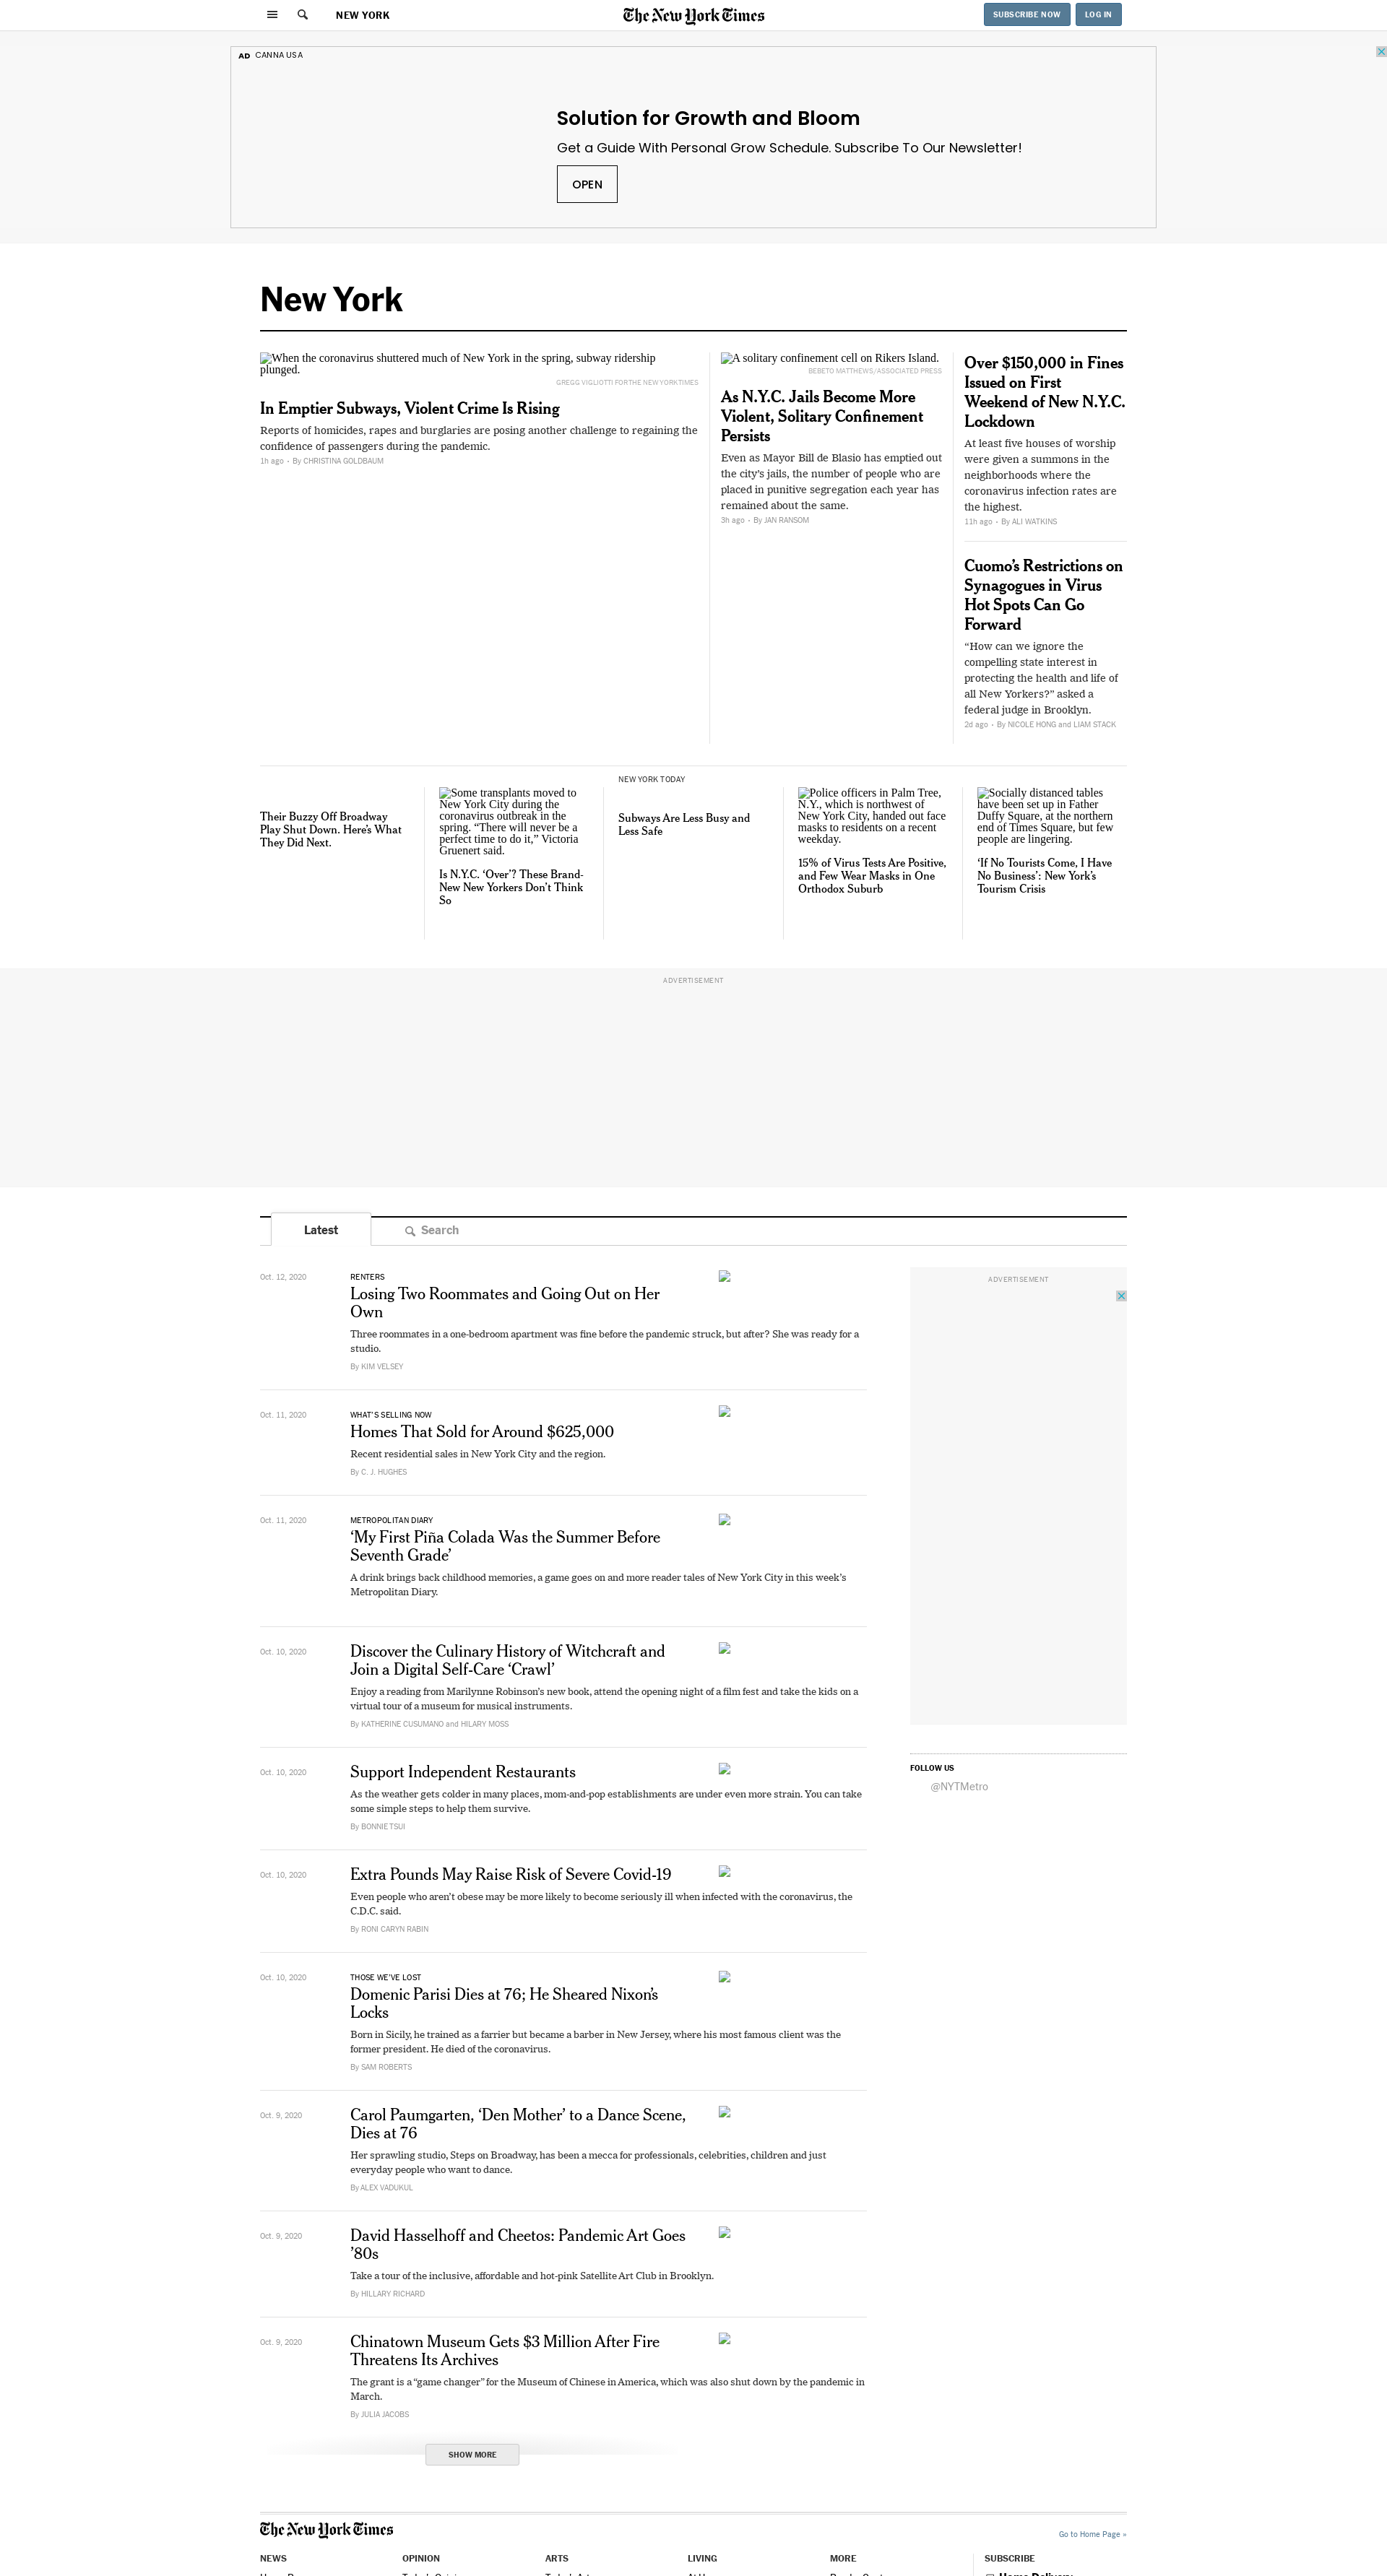 NEW YORK
The New York Times
SUBSCRIBE NOW
LOG IN
AD CANNA USA
Solution for Growth and Bloom
Get a Guide With Personal Grow Schedule. Subscribe To Our Newsletter!
OPEN
New York
When the coronavirus shuttered much of New York in the spring, subway ridership
plunged.
GREGG VIGLIOTTI FOR THE NEW YORK TIMES
In Emptier Subways, Violent Crime Is Rising
Reports of homicides, rapes and burglaries are posing another challenge to regaining the
confidence of passengers during the pandemic.
1h ago • By CHRISTINA GOLDBAUM
A solitary confinement cell on Rikers Island.
BEBETO MATTHEWS/ASSOCIATED PRESS
As N.Y.C. Jails Become More
Violent, Solitary Confinement
Persists
Even as Mayor Bill de Blasio has emptied out
the city's jails, the number of people who are
placed in punitive segregation each year has
remained about the same.
3h ago • By JAN RANSOM
Over $150,000 in Fines
Issued on First
Weekend of New N.Y.C.
Lockdown
At least five houses of worship
were given a summons in the
neighborhoods where the
coronavirus infection rates are
the highest.
11h ago • By ALI WATKINS
Cuomo’s Restrictions on
Synagogues in Virus
Hot Spots Can Go
Forward
“How can we ignore the
compelling state interest in
protecting the health and life of
all New Yorkers?” asked a
federal judge in Brooklyn.
2d ago • By NICOLE HONG and LIAM STACK
Their Buzzy Off Broadway
Play Shut Down. Here’s What
They Did Next.
Some transplants moved to
New York City during the
coronavirus outbreak in the
spring. “There will never be a
perfect time to do it,” Victoria
Gruenert said.
Is N.Y.C. ‘Over’? These Brand-
New New Yorkers Don’t Think
So
NEW YORK TODAY
Subways Are Less Busy and
Less Safe
Police officers in Palm Tree,
N.Y., which is northwest of
New York City, handed out face
masks to residents on a recent
weekday.
15% of Virus Tests Are Positive,
and Few Wear Masks in One
Orthodox Suburb
Socially distanced tables
have been set up in Father
Duffy Square, at the northern
end of Times Square, but few
people are lingering.
‘If No Tourists Come, I Have
No Business’: New York’s
Tourism Crisis
ADVERTISEMENT
Latest
Search
Oct. 12, 2020
RENTERS
Losing Two Roommates and Going Out on Her
Own
Three roommates in a one-bedroom apartment was fine before the pandemic struck, but after? She was ready for a
studio.
By KIM VELSEY
Oct. 11, 2020
WHAT’S SELLING NOW
Homes That Sold for Around $625,000
Recent residential sales in New York City and the region.
By C. J. HUGHES
Oct. 11, 2020
METROPOLITAN DIARY
‘My First Piña Colada Was the Summer Before
Seventh Grade’
A drink brings back childhood memories, a game goes on and more reader tales of New York City in this week’s
Metropolitan Diary.
Oct. 10, 2020
Discover the Culinary History of Witchcraft and
Join a Digital Self-Care ‘Crawl’
Enjoy a reading from Marilynne Robinson’s new book, attend the opening night of a film fest and take the kids on a
virtual tour of a museum for musical instruments.
By KATHERINE CUSUMANO and HILARY MOSS
Oct. 10, 2020
Support Independent Restaurants
As the weather gets colder in many places, mom-and-pop establishments are under even more strain. You can take
some simple steps to help them survive.
By BONNIE TSUI
Oct. 10, 2020
Extra Pounds May Raise Risk of Severe Covid-19
Even people who aren’t obese may be more likely to become seriously ill when infected with the coronavirus, the
C.D.C. said.
By RONI CARYN RABIN
Oct. 10, 2020
THOSE WE’VE LOST
Domenic Parisi Dies at 76; He Sheared Nixon’s
Locks
Born in Sicily, he trained as a farrier but became a barber in New Jersey, where his most famous client was the
former president. He died of the coronavirus.
By SAM ROBERTS
Oct. 9, 2020
Carol Paumgarten, ‘Den Mother’ to a Dance Scene,
Dies at 76
Her sprawling studio, Steps on Broadway, has been a mecca for professionals, celebrities, children and just
everyday people who want to dance.
By ALEX VADUKUL
Oct. 9, 2020
David Hasselhoff and Cheetos: Pandemic Art Goes
’80s
Take a tour of the inclusive, affordable and hot-pink Satellite Art Club in Brooklyn.
By HILLARY RICHARD
Oct. 9, 2020
Chinatown Museum Gets $3 Million After Fire
Threatens Its Archives
The grant is a “game changer” for the Museum of Chinese in America, which was also shut down by the pandemic in
March.
By JULIA JACOBS
SHOW MORE
ADVERTISEMENT
FOLLOW US
@NYTMetro
The New York Times
Go to Home Page »
NEWS
OPINION
ARTS
LIVING
MORE
SUBSCRIBE